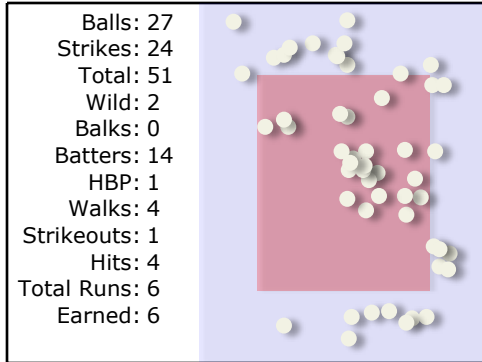 Balls: 27
Strikes: 24
Total: 51
Wild: 2
Balks: 0
Batters: 14
HBP: 1
Walks: 4
Strikeouts: 1
Hits: 4
Total Runs: 6
Earned: 6